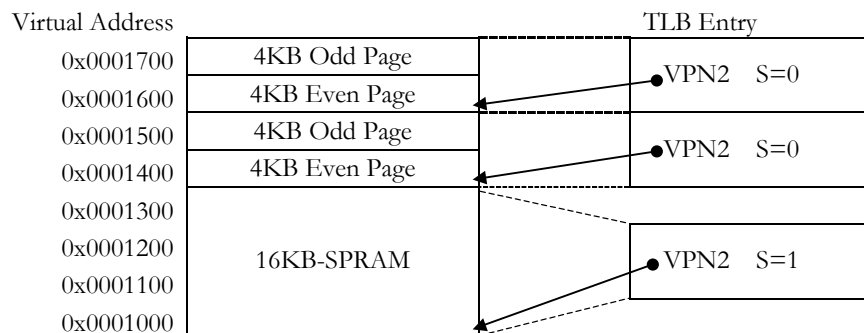 Virtual Address TLB Entry
0x0001700 4KB Odd Page
VPN2 S=0
0x0001600 4KB Even Page
0x0001500 4KB Odd Page
VPN2 S=0
0x0001400 4KB Even Page
0x0001300
0x0001200
16KB-SPRAM VPN2 S=1
0x0001100
0x0001000